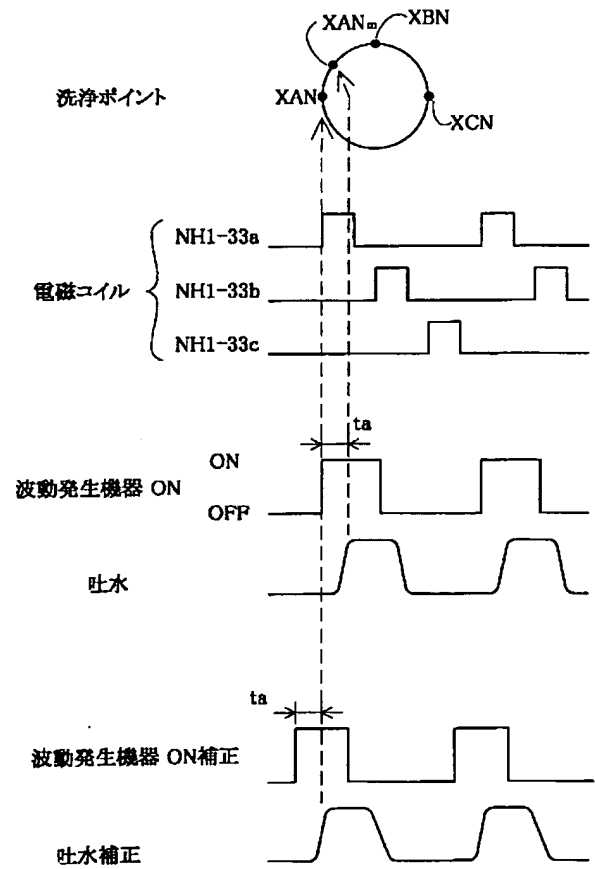 XANm
XBN
洗浄ポイント
XAN
XCN
NH1-33a
電磁コイル
NH1-33b
NH1-33c
ta
ON
波動発生機器 ON
OFF
吐水
ta
波動発生機器 ON補正
吐水補正